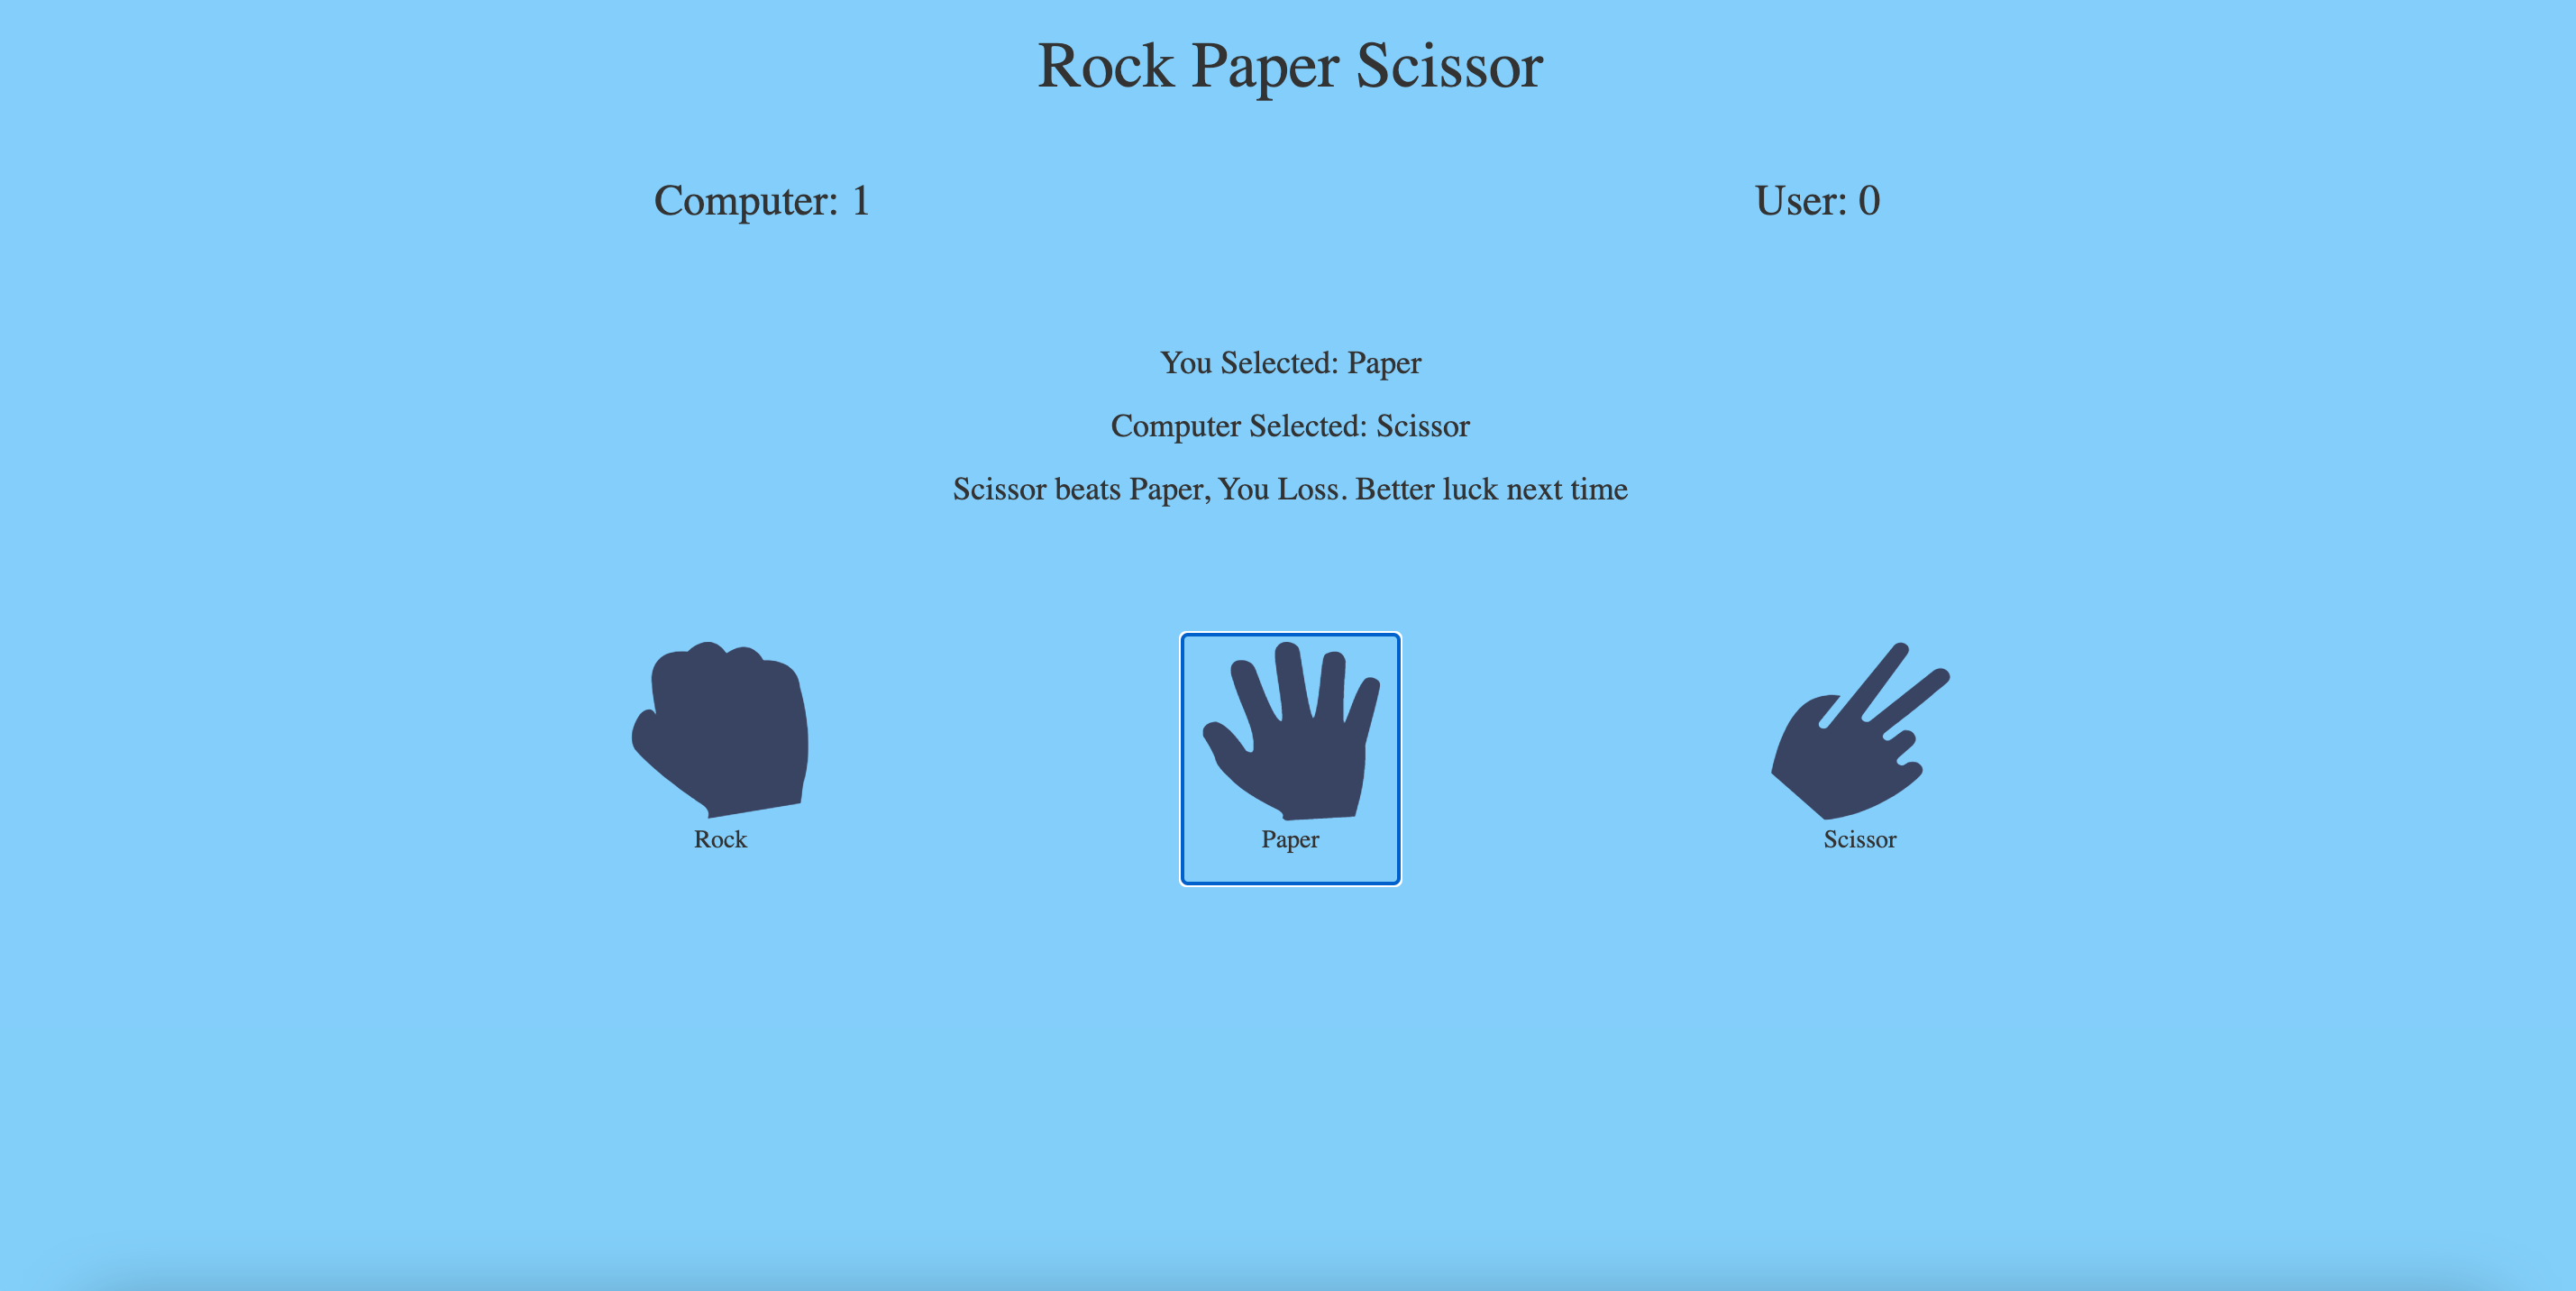 Rock Paper Scissor
Computer: 1
User: 0
You Selected: Paper
Computer Selected: Scissor
Scissor beats Paper, You Loss. Better luck next time
Rock
Paper
Scissor